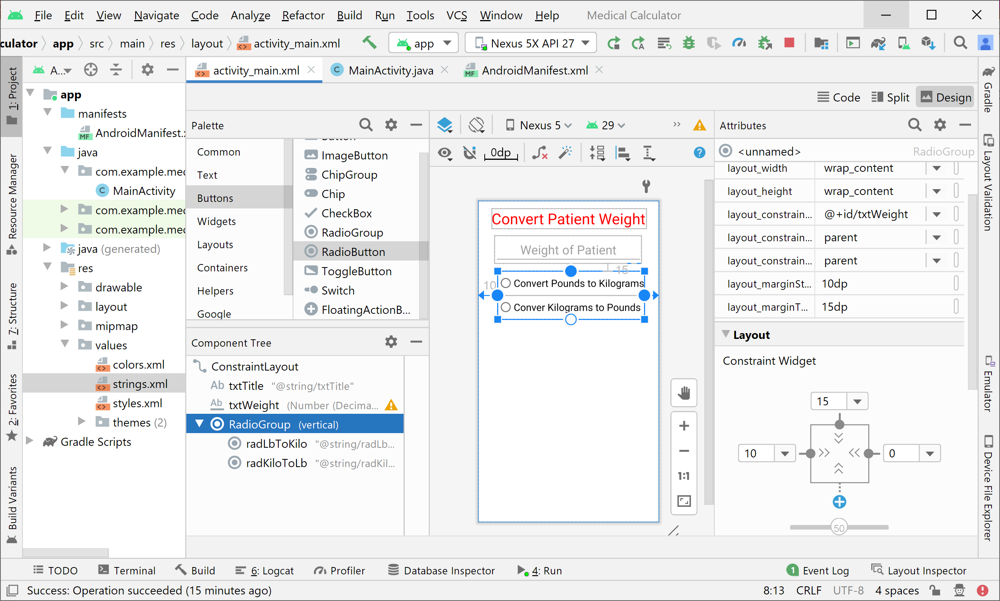 File Edit View Navigate Code Analyze Refactor Build Run Tools VCS Window Help Medical Calculator
culator app src main res layout activity_main.xml app Nexus 5X API 27
A... activity_main.xml MainActivity.java AndroidManifest.xml
Code Split Design
1: Project
Resource Manager
7: Structure
2: Favorites
Build Variants
app
manifests
MF AndroidManifest.
java
com.example.me
C MainActivity
com.example.me
com.example.me
java (generated)
res
drawable
layout
mipmap
values
colors.xml
strings.xml
styles.xml
themes (2)
Gradle Scripts
Palette
Common
Text
Buttons
Widgets
Layouts
Containers
Helpers
Google
Button
ImageButton
ChipGroup
Chip
CheckBox
RadioGroup
RadioButton
ToggleButton
Switch
FloatingActionB...
Component Tree
ConstraintLayout
Ab txtTitle "@string/txtTitle"
Ab txtWeight (Number (Decima...
RadioGroup (vertical)
radLbToKilo "@string/radLb...
radKiloToLb "@string/radKil...
Nexus 5 29 >>
0dp ?
Convert Patient Weight
Weight of Patient
15
10
Convert Pounds to Kilograms
Conver Kilograms to Pounds
1:1
Attributes
<unnamed> RadioGroup
layout_width wrap_content
layout_height wrap_content
layout_constrain... @+id/txtWeight
layout_constrain... parent
layout_constrain... parent
layout_marginSt... 10dp
layout_marginT... 15dp
Layout
Constraint Widget
15
10
0
50
Gradle
Layout Validation
Emulator
Device File Explorer
TODO Terminal Build 6: Logcat Profiler Database Inspector 4: Run 1 Event Log Layout Inspector
Success: Operation succeeded (15 minutes ago) 8:13 CRLF UTF-8 4 spaces